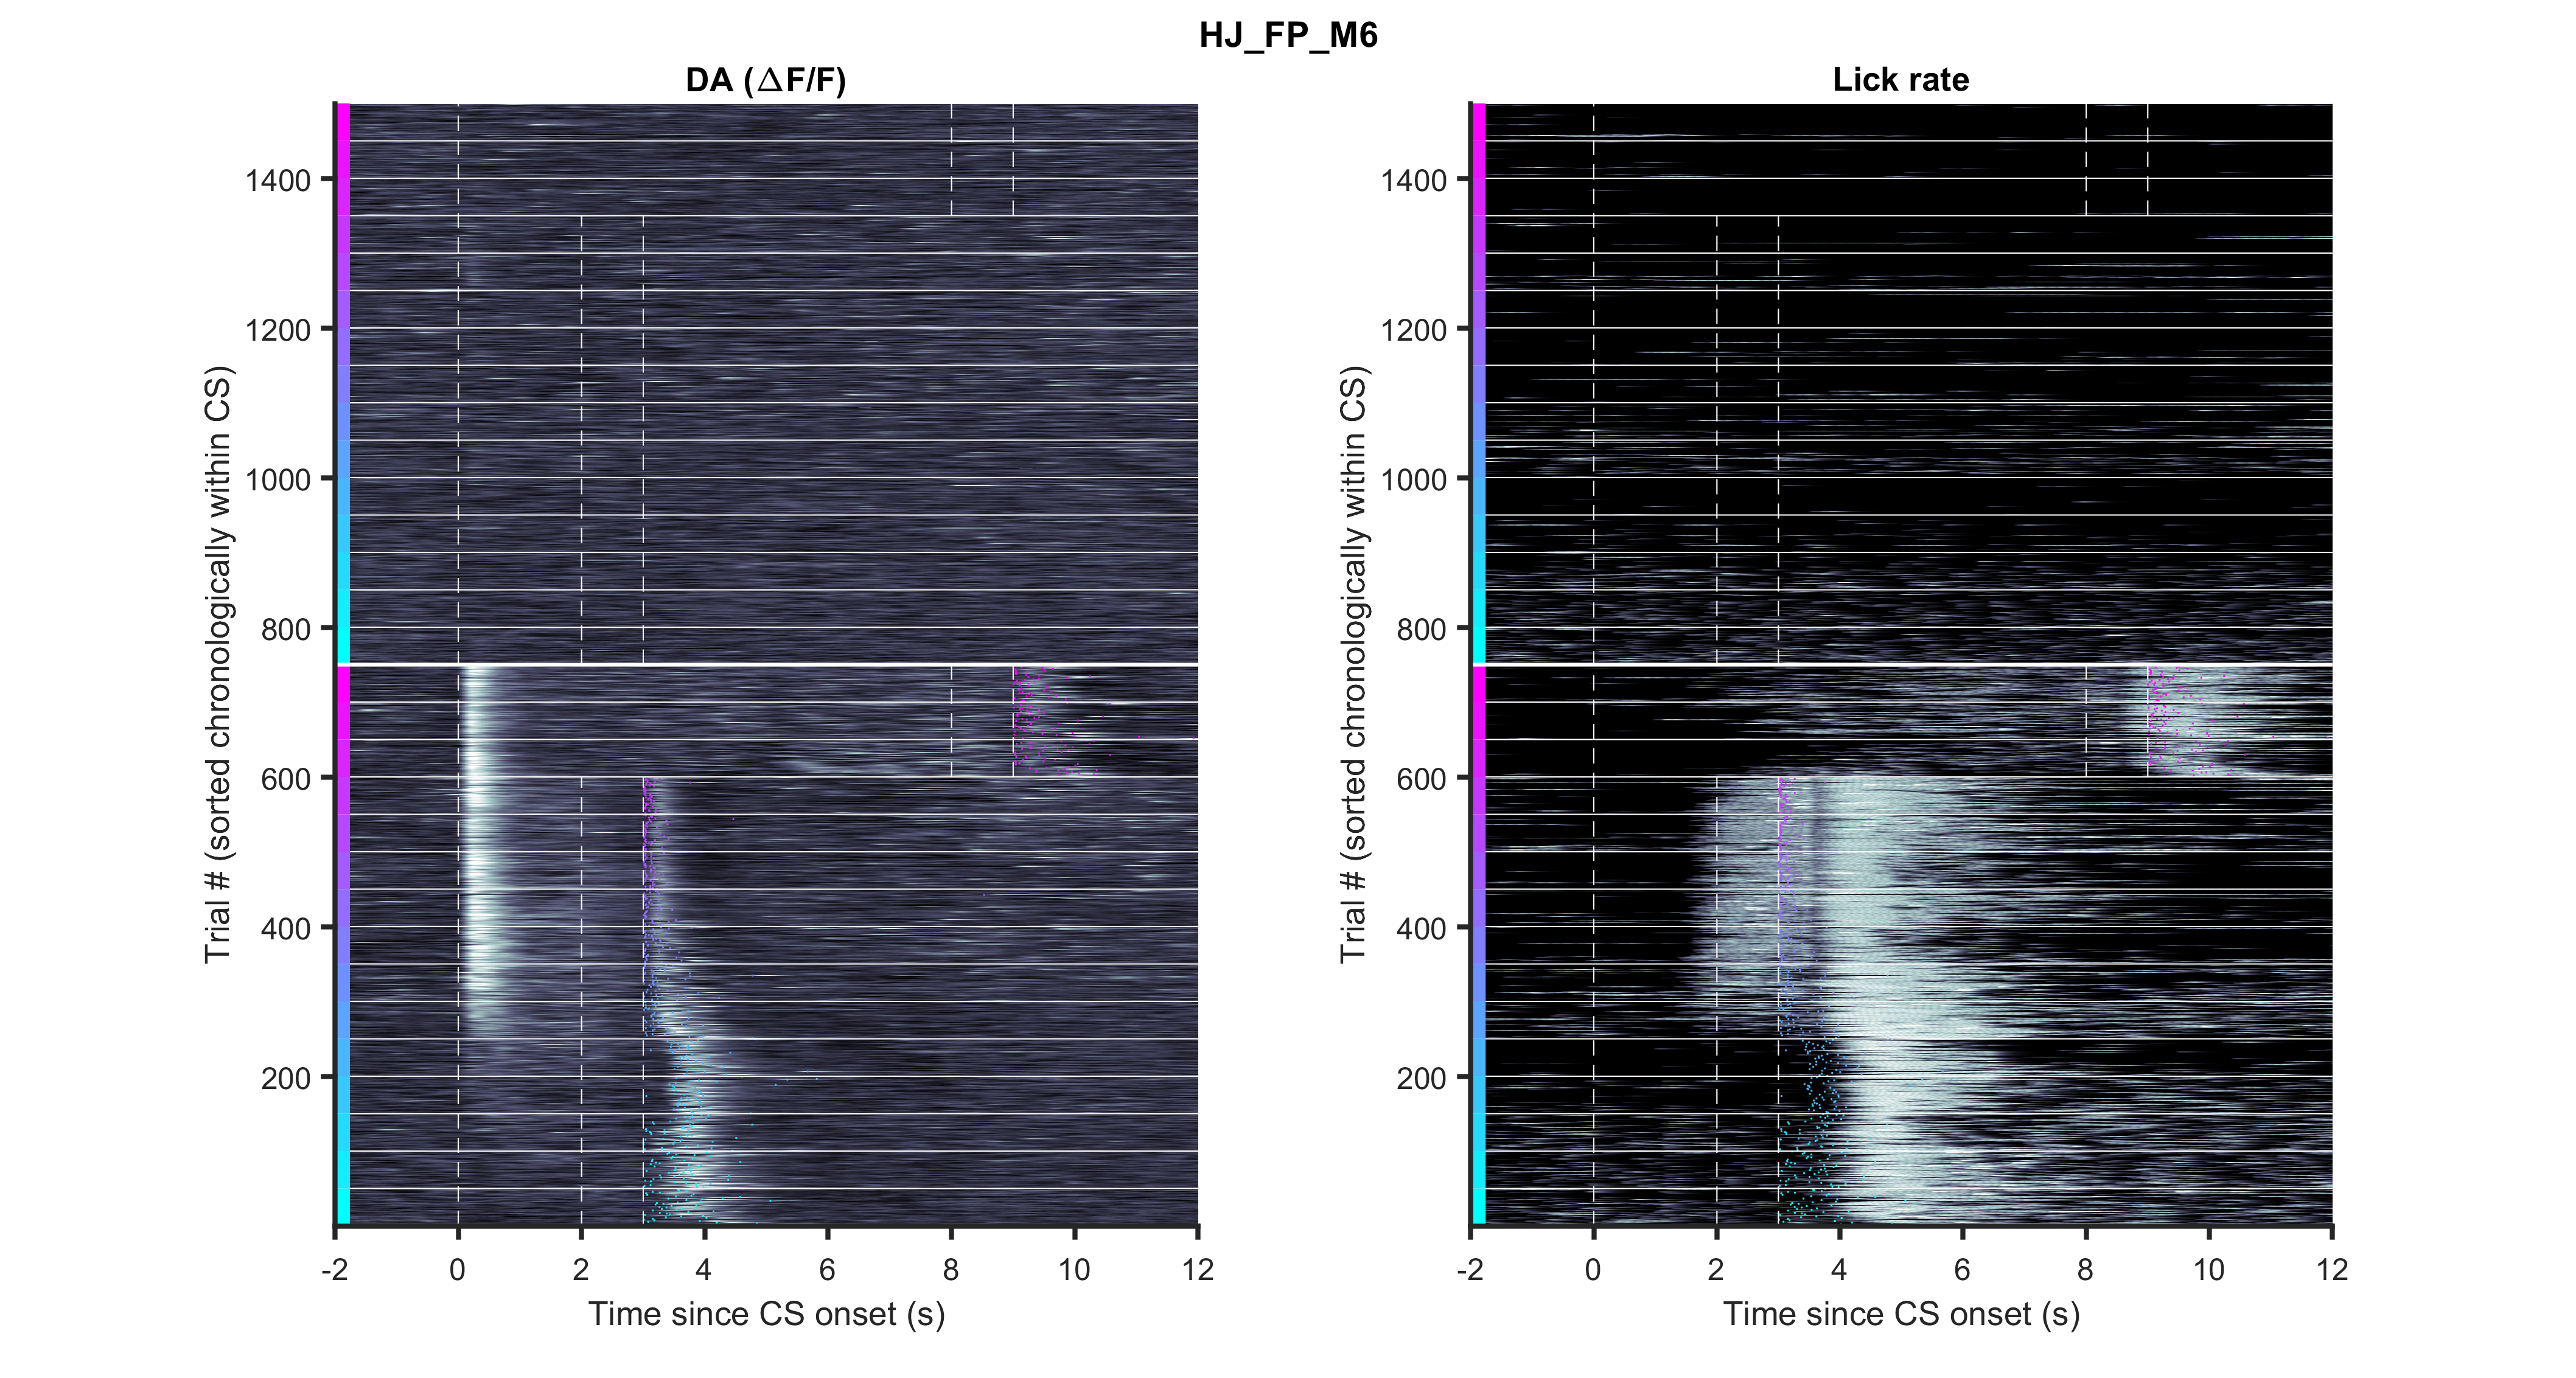 HJ_FP_M6
DA (ΔF/F)
Trial # (sorted chronologically within CS)
1400
1200
1000
800
600
400
200
-2 0 2 4 6 8 10 12
Time since CS onset (s)
Lick rate
Trial # (sorted chronologically within CS)
1400
1200
1000
800
600
400
200
-2 0 2 4 6 8 10 12
Time since CS onset (s)